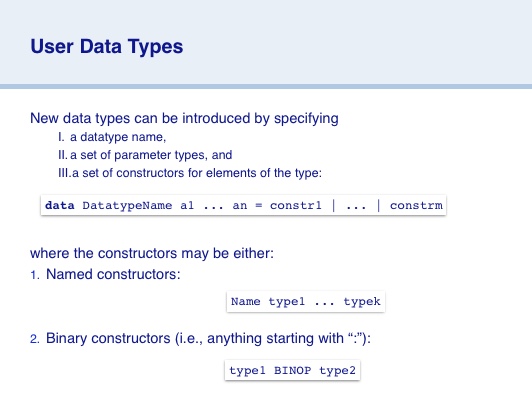 User Data Types
New data types can be introduced by specifying
I. a datatype name,
II. a set of parameter types, and
III.a set of constructors for elements of the type:
data DatatypeName a1 ... an = constr1 | ... | constrm
where the constructors may be either:
1. Named constructors:
Name type1 ... typek
2. Binary constructors (i.e., anything starting with “:”):
type1 BINOP type2